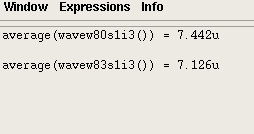 Window Expressions Info
average(wavew80s1i3()) = 7.442u
average(wavew83s1i3()) = 7.126u